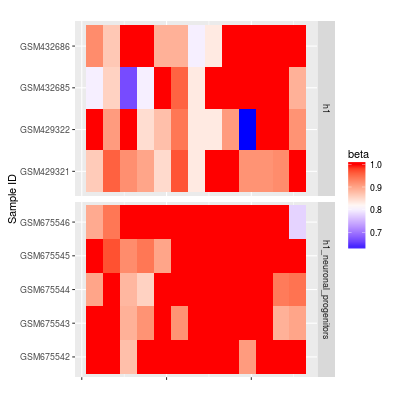 Sample ID
GSM432686
GSM432685
GSM429322
GSM429321
h1
GSM675546
GSM675545
GSM675544
GSM675543
GSM675542
h1_neuronal_progenitors
beta
1.0
0.9
0.8
0.7